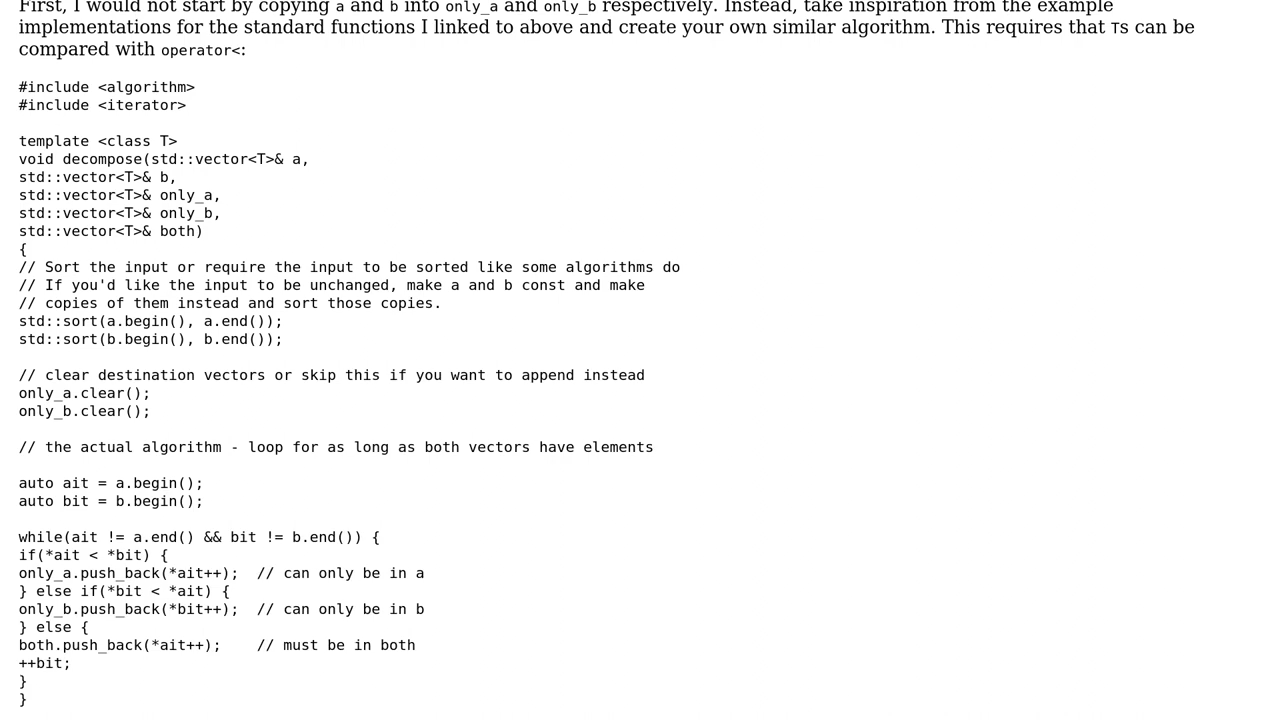 First, I would not start by copying a and b into only_a and only_b respectively. Instead, take inspiration from the example
implementations for the standard functions I linked to above and create your own similar algorithm. This requires that Ts can be
compared with operator<:
#include <algorithm>
#include <iterator>
template <class T>
void decompose(std::vector<T>& a,
std::vector<T>& b,
std::vector<T>& only_a,
std::vector<T>& only_b,
std::vector<T>& both)
{
// Sort the input or require the input to be sorted like some algorithms do
// If you'd like the input to be unchanged, make a and b const and make
// copies of them instead and sort those copies.
std::sort(a.begin(), a.end());
std::sort(b.begin(), b.end());
// clear destination vectors or skip this if you want to append instead
only_a.clear();
only_b.clear();
// the actual algorithm - loop for as long as both vectors have elements
auto ait = a.begin();
auto bit = b.begin();
while(ait != a.end() && bit != b.end()) {
if(*ait < *bit) {
only_a.push_back(*ait++);  // can only be in a
} else if(*bit < *ait) {
only_b.push_back(*bit++);  // can only be in b
} else {
both.push_back(*ait++);    // must be in both
++bit;
}
}